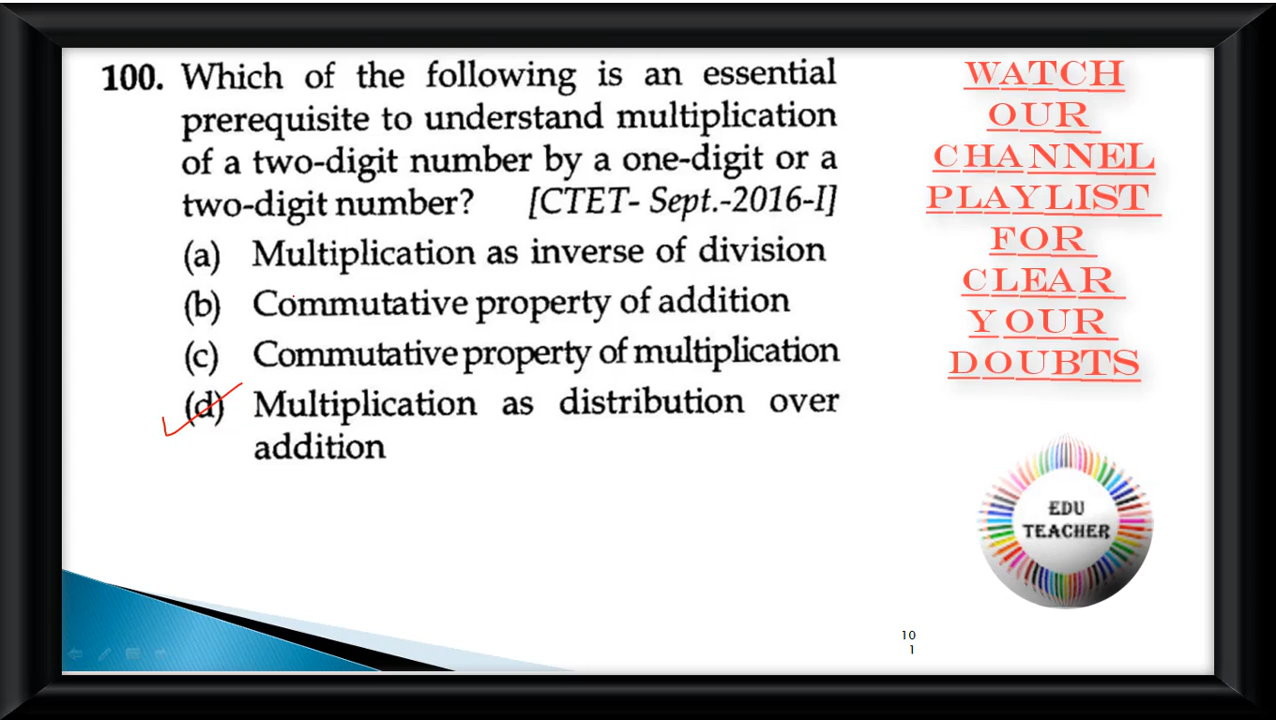 100. Which of the following is an essential
prerequisite to understand multiplication
of a two-digit number by a one-digit or a
two-digit number? [CTET- Sept.-2016-I]
(a) Multiplication as inverse of division
(b) Commutative property of addition
(c) Commutative property of multiplication
(d) Multiplication as distribution over
addition
WATCH
OUR
CHANNEL
PLAYLIST
FOR
CLEAR
YOUR
DOUBTS
EDU
TEACHER
10
1